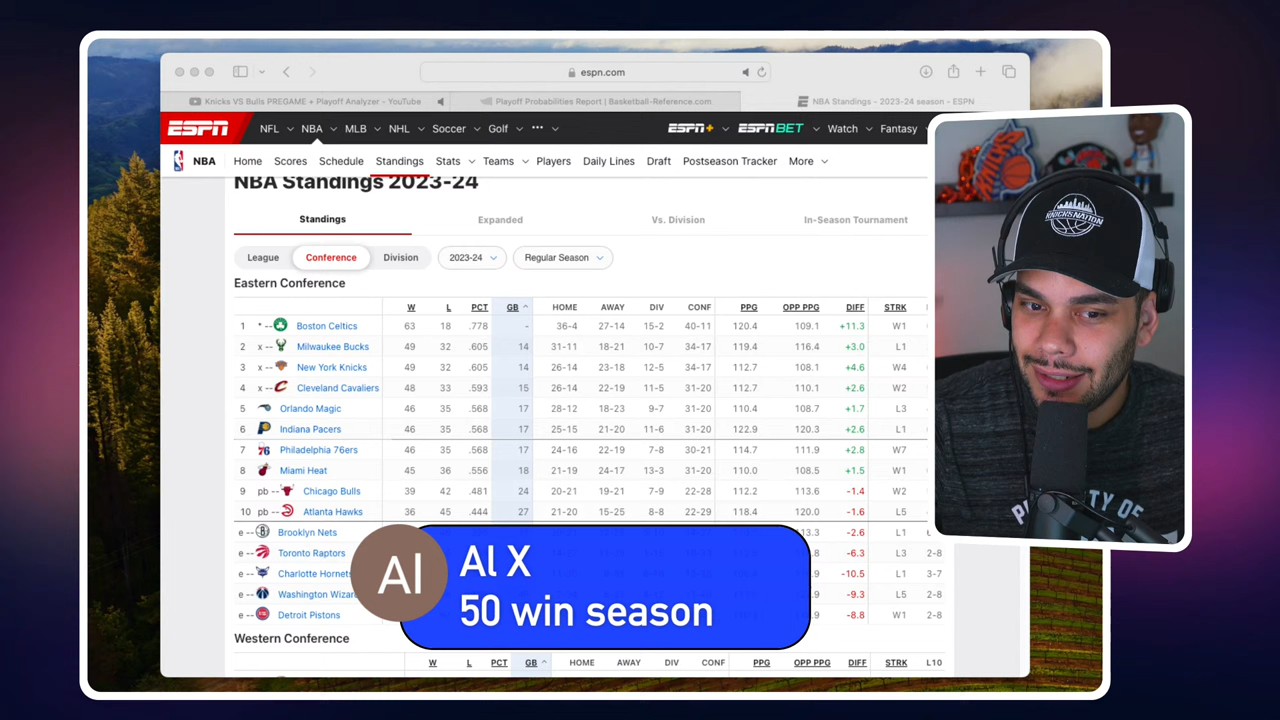 espn.com
Knicks VS Bulls PREGAME + Playoff Analyzer - YouTube
Playoff Probabilities Report | Basketball-Reference.com
NBA Standings - 2023-24 season - ESPN
ESPN NFL NBA MLB NHL Soccer Golf ••• ESPN+ ESPN BET Watch Fantasy
NBA Home Scores Schedule Standings Stats Teams Players Daily Lines Draft Postseason Tracker More
NBA Standings 2023-24
Standings Expanded Vs. Division In-Season Tournament
League Conference Division 2023-24 Regular Season
Eastern Conference
W L PCT GB HOME AWAY DIV CONF PPG OPP PPG DIFF STRK
1 * -- Boston Celtics 63 18 .778 - 36-4 27-14 15-2 40-11 120.4 109.1 +11.3 W1
2 x -- Milwaukee Bucks 49 32 .605 14 31-11 18-21 10-7 34-17 119.4 116.4 +3.0 L1
3 x -- New York Knicks 49 32 .605 14 26-14 23-18 12-5 34-17 112.7 108.1 +4.6 W4
4 x -- Cleveland Cavaliers 48 33 .593 15 26-14 22-19 11-5 31-20 112.7 110.1 +2.6 W2
5 Orlando Magic 46 35 .568 17 28-12 18-23 9-7 31-20 110.4 108.7 +1.7 L3
6 Indiana Pacers 46 35 .568 17 25-15 21-20 11-6 31-20 122.9 120.3 +2.6 L1
7 Philadelphia 76ers 46 35 .568 17 24-16 22-19 7-8 30-21 114.7 111.9 +2.8 W7
8 Miami Heat 45 36 .556 18 21-19 24-17 13-3 31-20 110.0 108.5 +1.5 W1
9 pb -- Chicago Bulls 39 42 .481 24 20-21 19-21 7-9 22-28 112.2 113.6 -1.4 W2
10 pb -- Atlanta Hawks 36 45 .444 27 21-20 15-25 8-8 22-29 118.4 120.0 -1.6 L5
e -- Brooklyn Nets -2.6 L1
e -- Toronto Raptors -6.3 L3 2-8
e -- Charlotte Hornets -10.5 L1 3-7
e -- Washington -9.3 L5 2-8
e -- Detroit Pistons -8.8 W1 2-8
Al
Al X
50 win season
Western Conference
W L PCT GB HOME AWAY DIV CONF PPG OPP PPG DIFF STRK L10
KNICKS NATION